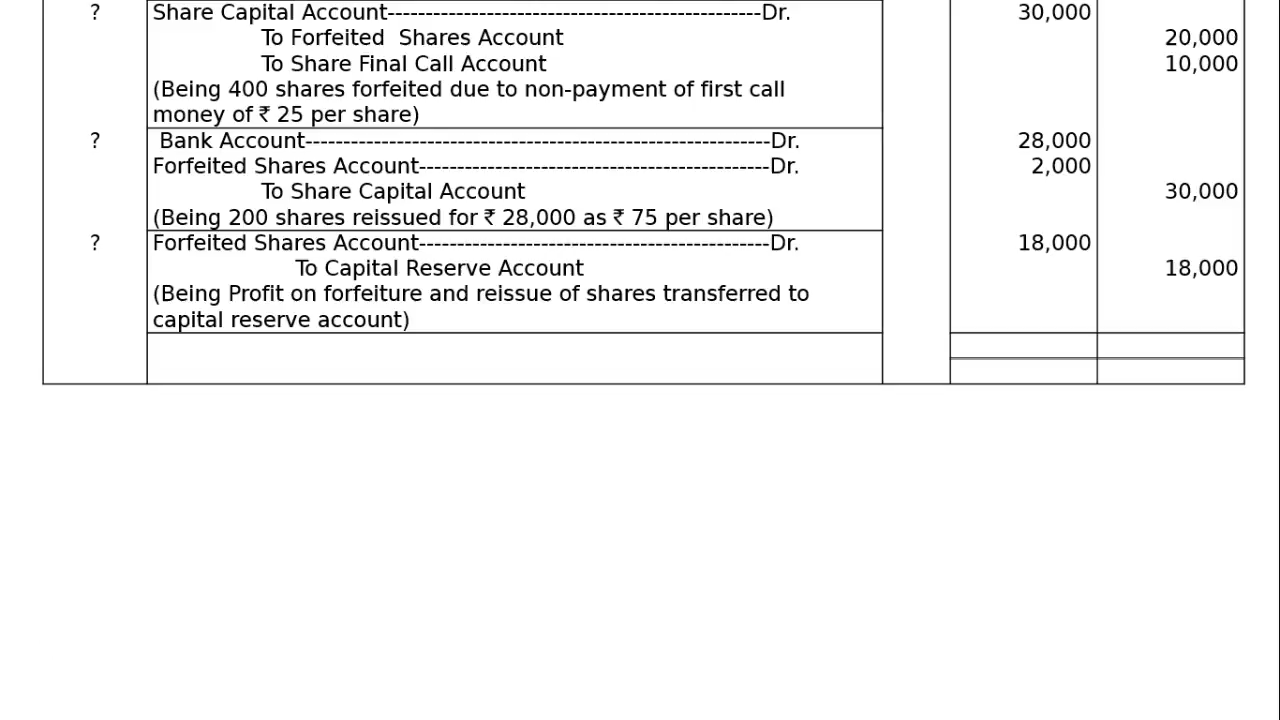 ? Share Capital Account--------------------------------------------------Dr. 30,000
To Forfeited  Shares Account 20,000
To Share Final Call Account 10,000
(Being 400 shares forfeited due to non-payment of first call
money of ₹ 25 per share)
? Bank Account--------------------------------------------------------------Dr. 28,000
Forfeited Shares Account-----------------------------------------------Dr. 2,000
To Share Capital Account 30,000
(Being 200 shares reissued for ₹ 28,000 as ₹ 75 per share)
? Forfeited Shares Account-----------------------------------------------Dr. 18,000
To Capital Reserve Account 18,000
(Being Profit on forfeiture and reissue of shares transferred to
capital reserve account)